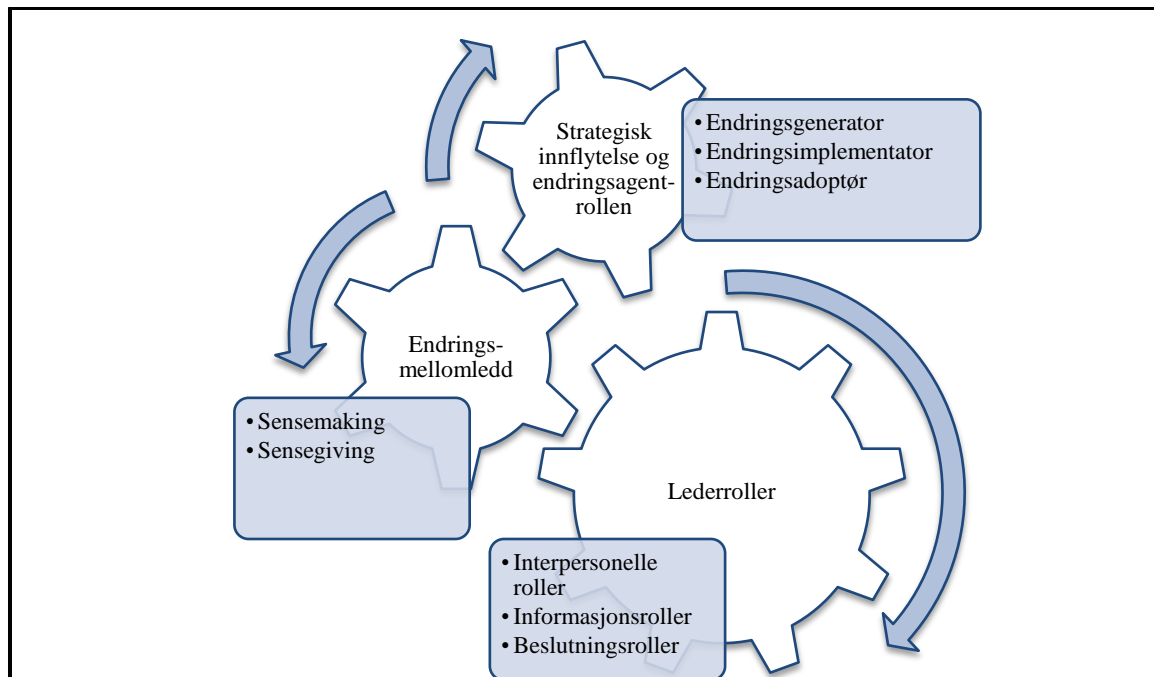 Strategisk
innflytelse og
endringsagent-
rollen
• Endringsgenerator
• Endringsimplementator
• Endringsadoptør
Endrings-
mellomledd
• Sensemaking
• Sensegiving
Lederroller
• Interpersonelle
roller
• Informasjonsroller
• Beslutningsroller